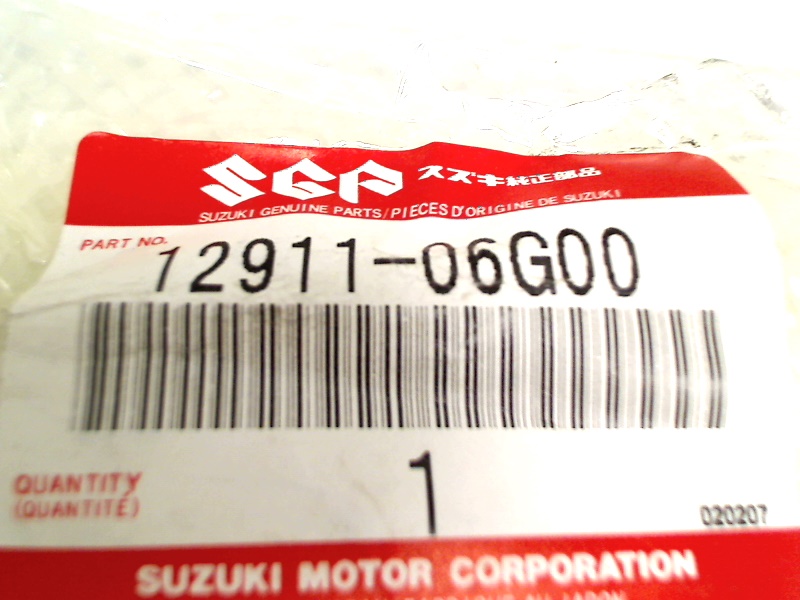 SGP スズキ純正部品
SUZUKI GENUINE PARTS/PIECES D'ORIGINE DE SUZUKI
PART NO. 12911-06G00
QUANTITY 1
(QUANTITÉ)
020207
SUZUKI MOTOR CORPORATION